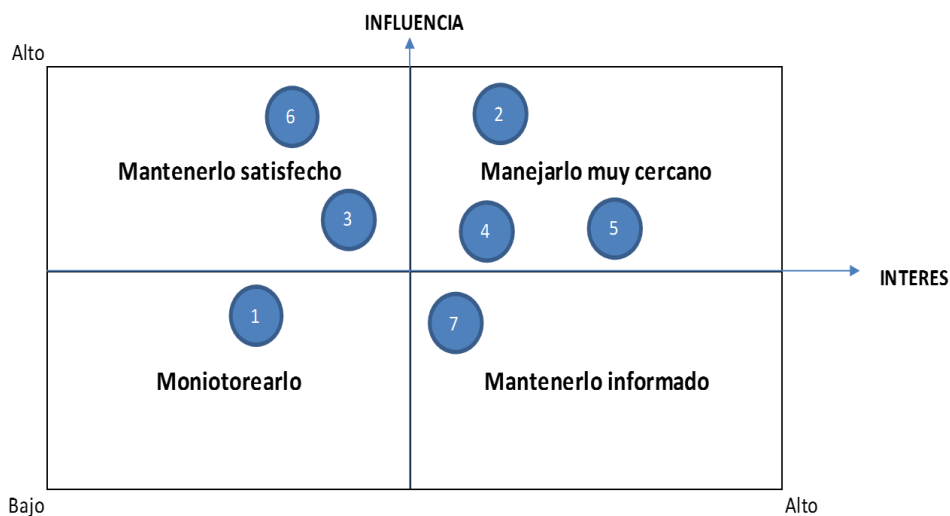 INFLUENCIA
Alto
6
2
Mantenerlo satisfecho
Manejarlo muy cercano
3
4
5
INTERES
1
7
Moniotorearlo
Mantenerlo informado
Bajo
Alto